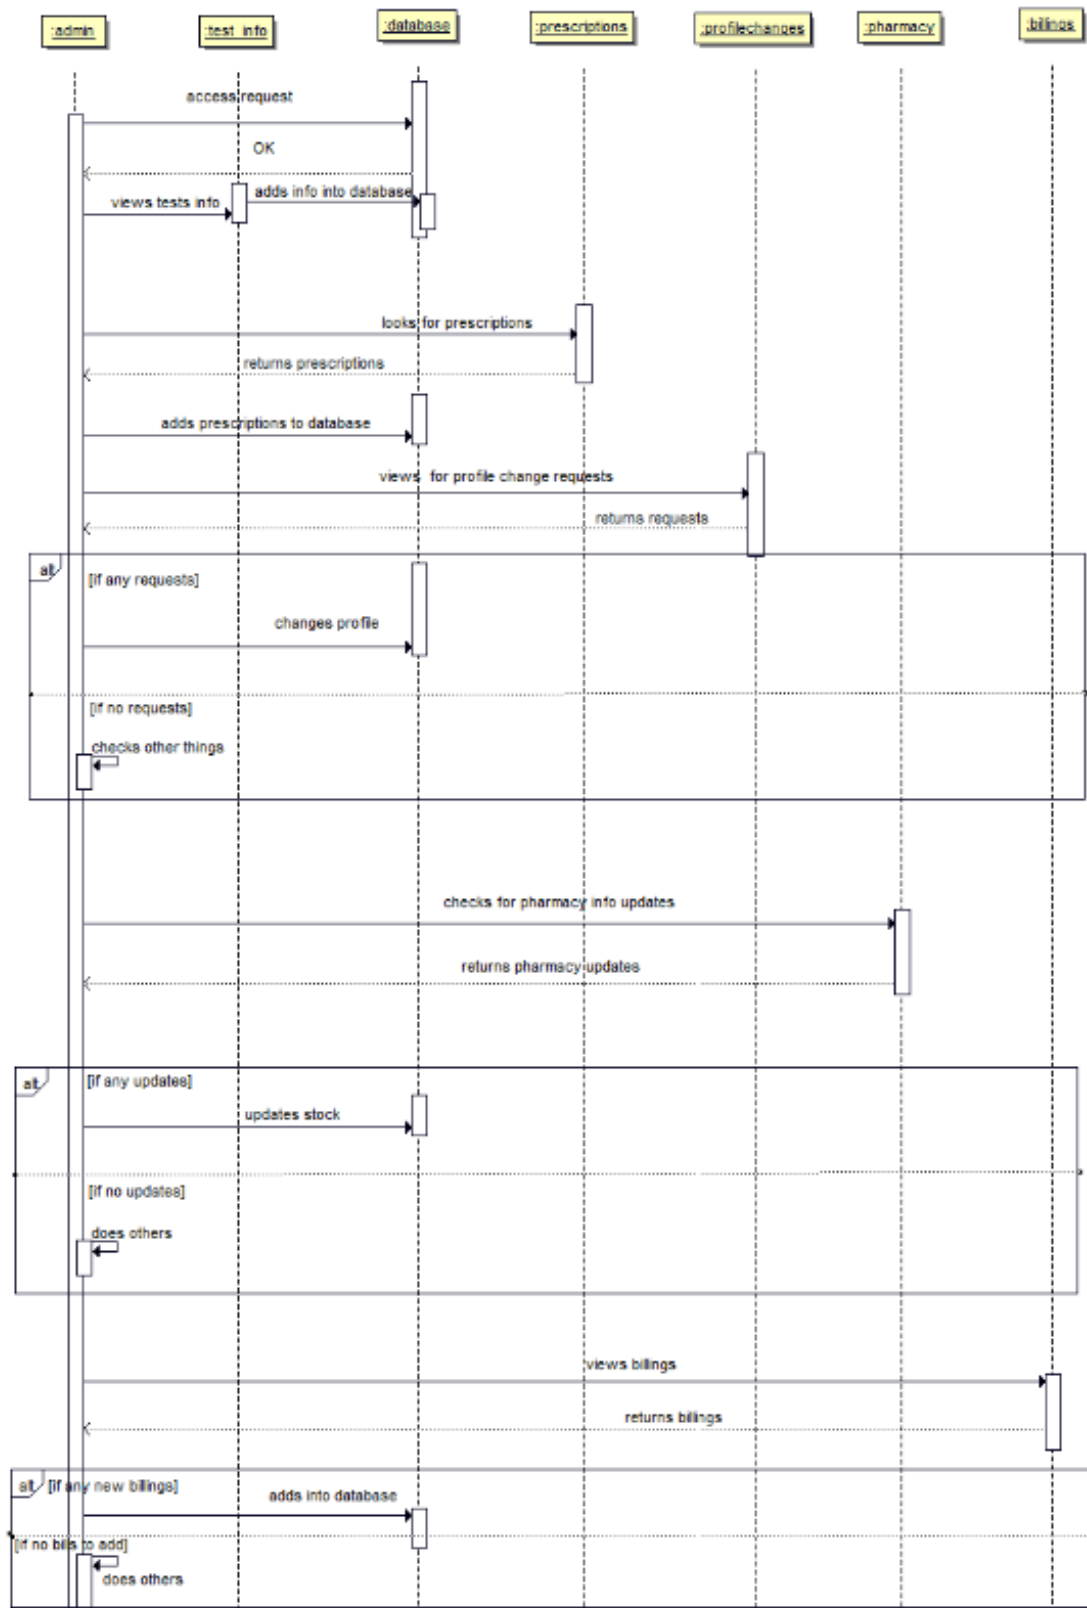 :admin
:test_info
:database
:prescriptions
:profilechanges
:pharmacy
:billings
access request
OK
adds info into database
views tests info
looks for prescriptions
returns prescriptions
adds prescriptions to database
views for profile change requests
returns requests
alt
[if any requests]
changes profile
[if no requests]
checks other things
checks for pharmacy info updates
returns pharmacy updates
alt
[if any updates]
updates stock
[if no updates]
does others
views billings
returns billings
alt [if any new billings]
adds into database
[if no bills to add]
does others